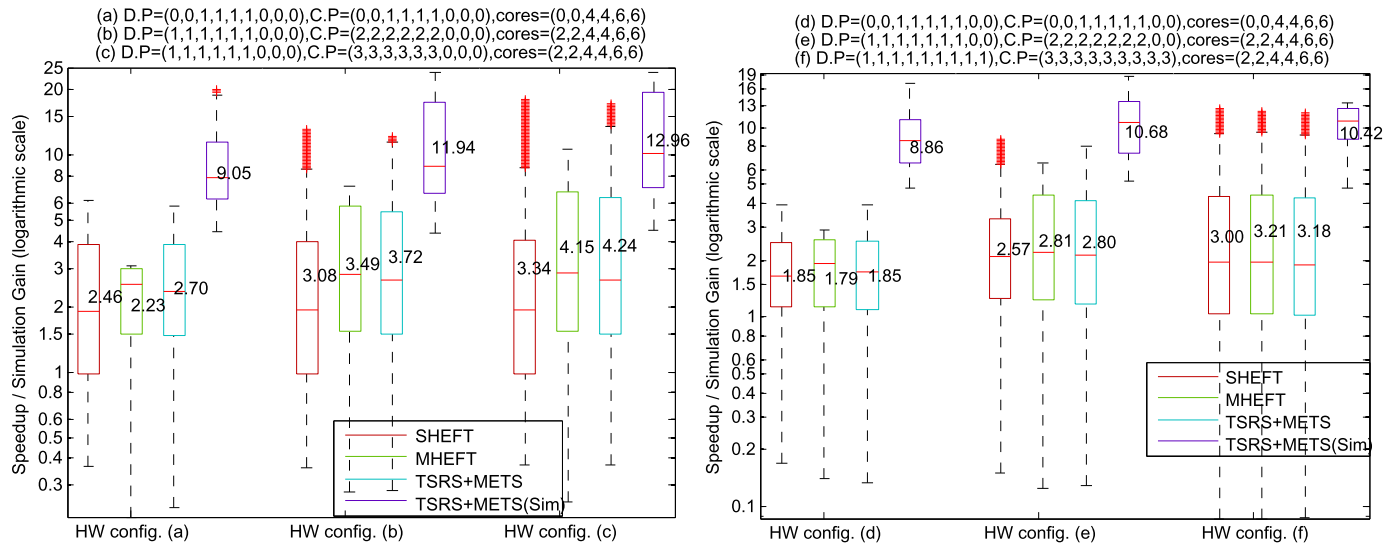 (a) D.P=(0,0,1,1,1,1,1,0,0,0),C.P=(0,0,1,1,1,1,1,0,0,0),cores=(0,0,4,4,6,6)
(b) D.P=(1,1,1,1,1,1,1,0,0,0),C.P=(2,2,2,2,2,2,2,0,0,0),cores=(2,2,4,4,6,6)
(c) D.P=(1,1,1,1,1,1,1,0,0,0),C.P=(3,3,3,3,3,3,3,0,0,0),cores=(2,2,4,4,6,6)
Speedup / Simulation Gain (logarithmic scale)
25
20
15
10
8
6
5
4
3
2
1.5
1
0.8
0.6
0.5
0.4
0.3
2.46
2.23
2.70
9.05
3.08
3.49
3.72
11.94
3.34
4.15
4.24
12.96
SHEFT
MHEFT
TSRS+METS
TSRS+METS(Sim)
HW config. (a)
HW config. (b)
HW config. (c)
(d) D.P=(0,0,1,1,1,1,1,1,0,0),C.P=(0,0,1,1,1,1,1,1,0,0),cores=(0,0,4,4,6,6)
(e) D.P=(1,1,1,1,1,1,1,1,0,0),C.P=(2,2,2,2,2,2,2,2,0,0),cores=(2,2,4,4,6,6)
(f) D.P=(1,1,1,1,1,1,1,1,1,1),C.P=(3,3,3,3,3,3,3,3,3,3),cores=(2,2,4,4,6,6)
Speedup / Simulation Gain (logarithmic scale)
19
16
13
10
8
6
5
4
3
2
1.5
1
0.8
0.6
0.5
0.4
0.3
0.2
0.1
1.85
1.79
1.85
8.86
2.57
2.81
2.80
10.68
3.00
3.21
3.18
10.42
SHEFT
MHEFT
TSRS+METS
TSRS+METS(Sim)
HW config. (d)
HW config. (e)
HW config. (f)